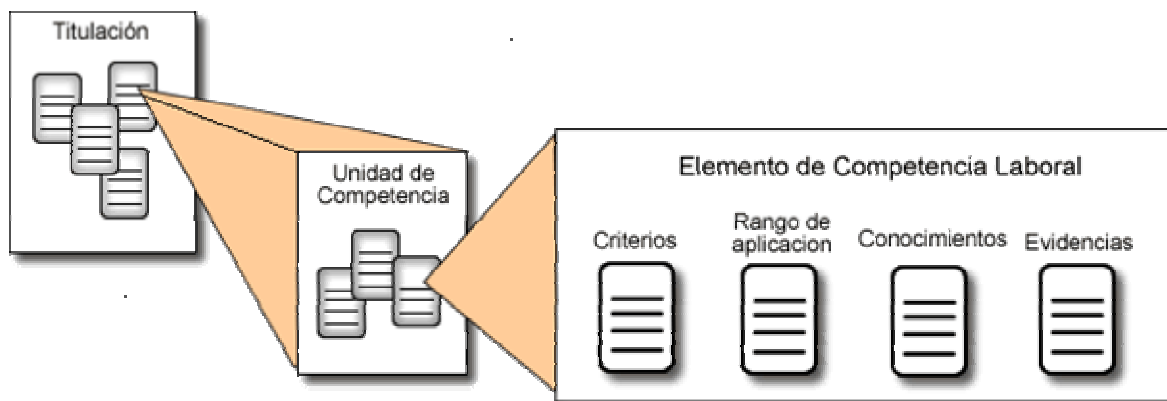 Titulación
Unidad de
Competencia
Elemento de Competencia Laboral
Criterios
Rango de
aplicacion
Conocimientos
Evidencias